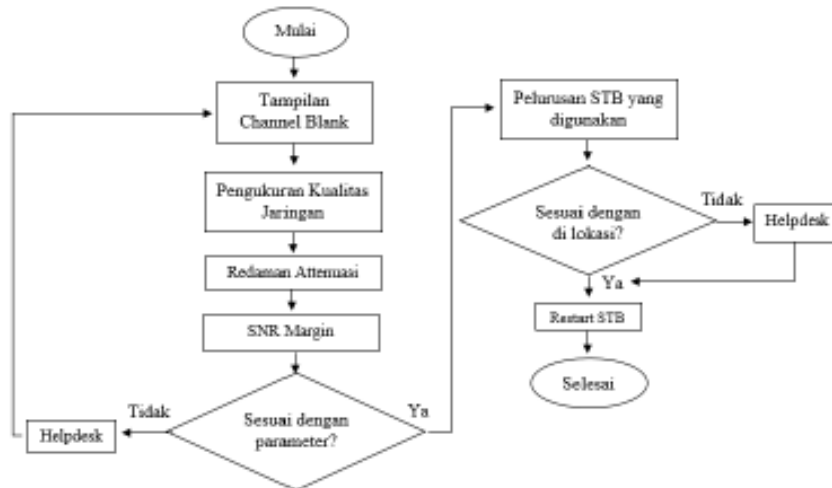 Mulai
Tampilan
Channel Blank
Pengukuran Kualitas
Jaringan
Redaman Attenuasi
SNR Margin
Sesuai dengan
parameter?
Tidak
Helpdesk
Ya
Pelurusan STB yang
digunakan
Sesuai dengan
di lokasi?
Tidak
Helpdesk
Ya
Restart STB
Selesai